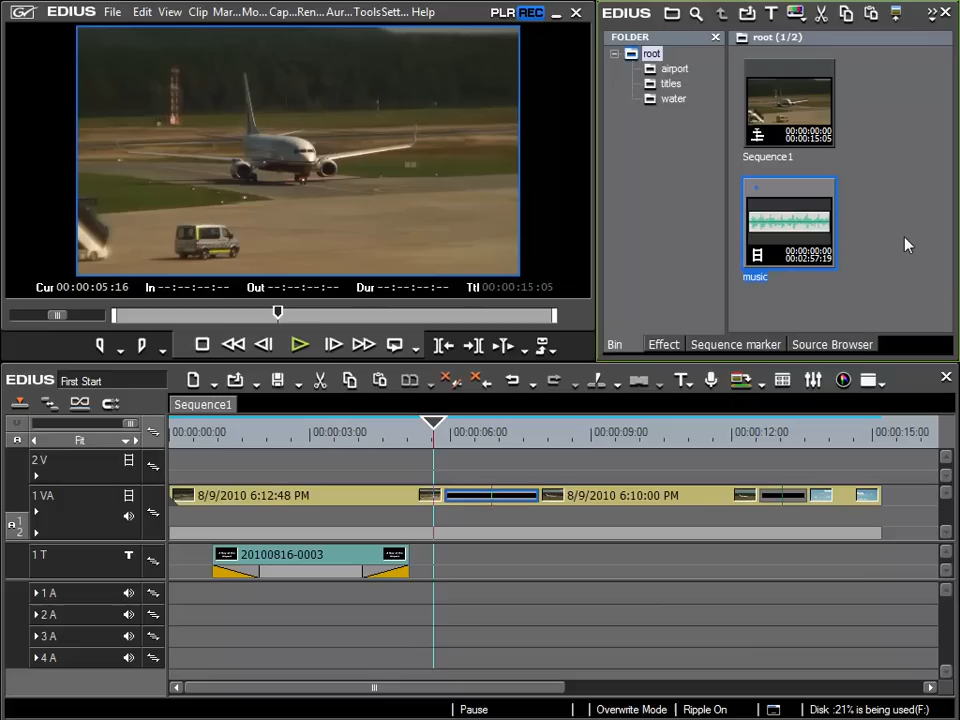 File Edit View Clip Mar...Mo... Cap...Ren... Aur...ToolsSett... Help
PLR REC
Cur 00:00:05:16 In --:--:--:-- Out --:--:--:-- Dur --:--:--:-- Ttl 00:00:15:05
EDIUS
FOLDER
root
airport
titles
water
root (1/2)
00:00:00:00
00:00:15:05
Sequence1
00:00:00:00
00:02:57:19
music
Bin Effect Sequence marker Source Browser
EDIUS First Start
Sequence1
Fit
00:00:00:00 00:00:03:00 00:00:06:00 00:00:09:00 00:00:12:00 00:00:15:00
2 V
1 VA 8/9/2010 6:12:48 PM 8/9/2010 6:10:00 PM
1
2
1 T T 20100816-0003
1 A
2 A
3 A
4 A
Pause Overwrite Mode Ripple On Disk :21% is being used(F:)